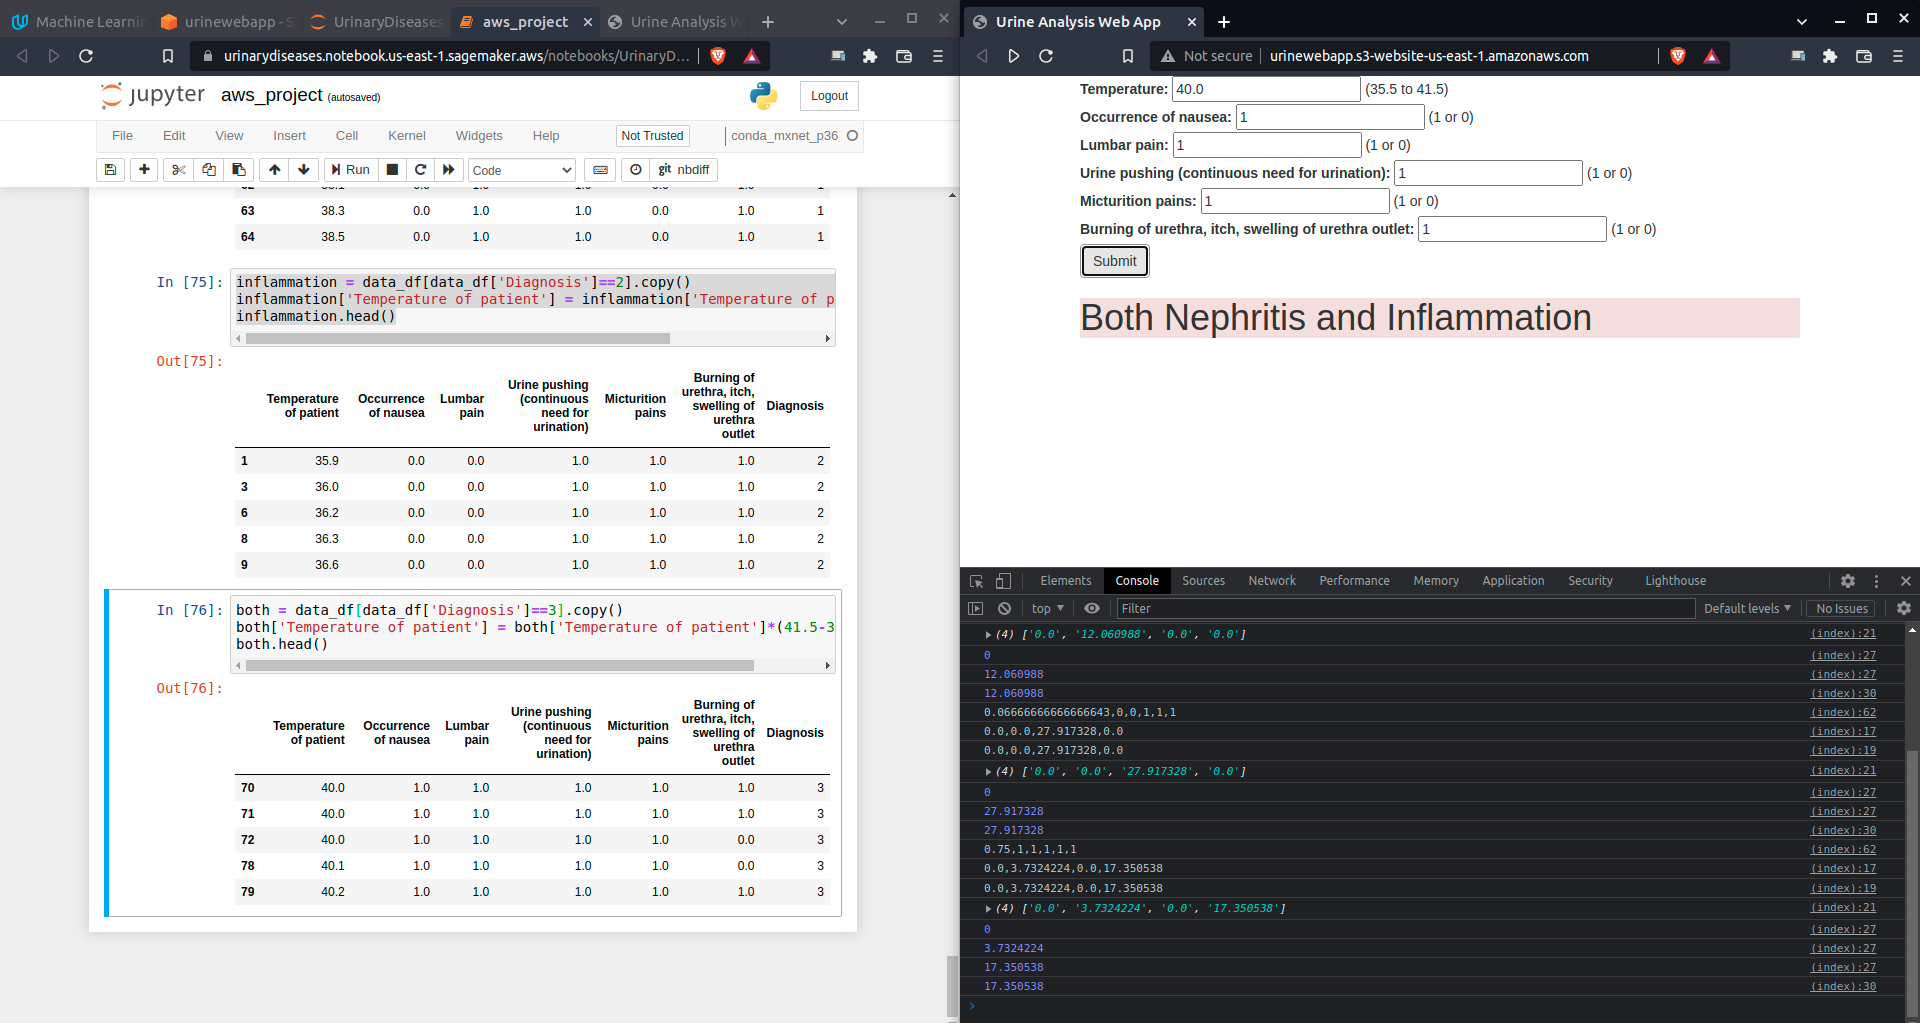 Machine Learnin
urinewebapp - S
UrinaryDiseases
aws_project
Urine Analysis W
urinarydiseases.notebook.us-east-1.sagemaker.aws/notebooks/UrinaryD...
jupyter aws_project (autosaved)
Logout
File Edit View Insert Cell Kernel Widgets Help Not Trusted conda_mxnet_p36
Run Code git nbdiff
63 38.3 0.0 1.0 1.0 0.0 1.0 1
64 38.5 0.0 1.0 1.0 0.0 1.0 1
In [75]:
inflammation = data_df[data_df['Diagnosis']==2].copy()
inflammation['Temperature of patient'] = inflammation['Temperature of p
inflammation.head()
Out[75]:
Temperature of patient Occurrence of nausea Lumbar pain Urine pushing (continuous need for urination) Micturition pains Burning of urethra, itch, swelling of urethra outlet Diagnosis
1 35.9 0.0 0.0 1.0 1.0 1.0 2
3 36.0 0.0 0.0 1.0 1.0 1.0 2
6 36.2 0.0 0.0 1.0 1.0 1.0 2
8 36.3 0.0 0.0 1.0 1.0 1.0 2
9 36.6 0.0 0.0 1.0 1.0 1.0 2
In [76]:
both = data_df[data_df['Diagnosis']==3].copy()
both['Temperature of patient'] = both['Temperature of patient']*(41.5-3
both.head()
Out[76]:
Temperature of patient Occurrence of nausea Lumbar pain Urine pushing (continuous need for urination) Micturition pains Burning of urethra, itch, swelling of urethra outlet Diagnosis
70 40.0 1.0 1.0 1.0 1.0 1.0 3
71 40.0 1.0 1.0 1.0 1.0 1.0 3
72 40.0 1.0 1.0 1.0 1.0 0.0 3
78 40.1 1.0 1.0 1.0 1.0 0.0 3
79 40.2 1.0 1.0 1.0 1.0 1.0 3
Urine Analysis Web App
Not secure urinewebapp.s3-website-us-east-1.amazonaws.com
Temperature: 40.0 (35.5 to 41.5)
Occurrence of nausea: 1 (1 or 0)
Lumbar pain: 1 (1 or 0)
Urine pushing (continuous need for urination): 1 (1 or 0)
Micturition pains: 1 (1 or 0)
Burning of urethra, itch, swelling of urethra outlet: 1 (1 or 0)
Submit
Both Nephritis and Inflammation
Elements Console Sources Network Performance Memory Application Security Lighthouse
top Filter Default levels No Issues
(4) ['0.0', '12.060988', '0.0', '0.0'] (index):21
0 (index):27
12.060988 (index):27
12.060988 (index):30
0.06666666666666643,0,0,1,1,1 (index):62
0.0,0.0,27.917328,0.0 (index):17
0.0,0.0,27.917328,0.0 (index):19
(4) ['0.0', '0.0', '27.917328', '0.0'] (index):21
0 (index):27
27.917328 (index):27
27.917328 (index):30
0.75,1,1,1,1,1 (index):62
0.0,3.7324224,0.0,17.350538 (index):17
0.0,3.7324224,0.0,17.350538 (index):19
(4) ['0.0', '3.7324224', '0.0', '17.350538'] (index):21
0 (index):27
3.7324224 (index):27
17.350538 (index):27
17.350538 (index):30